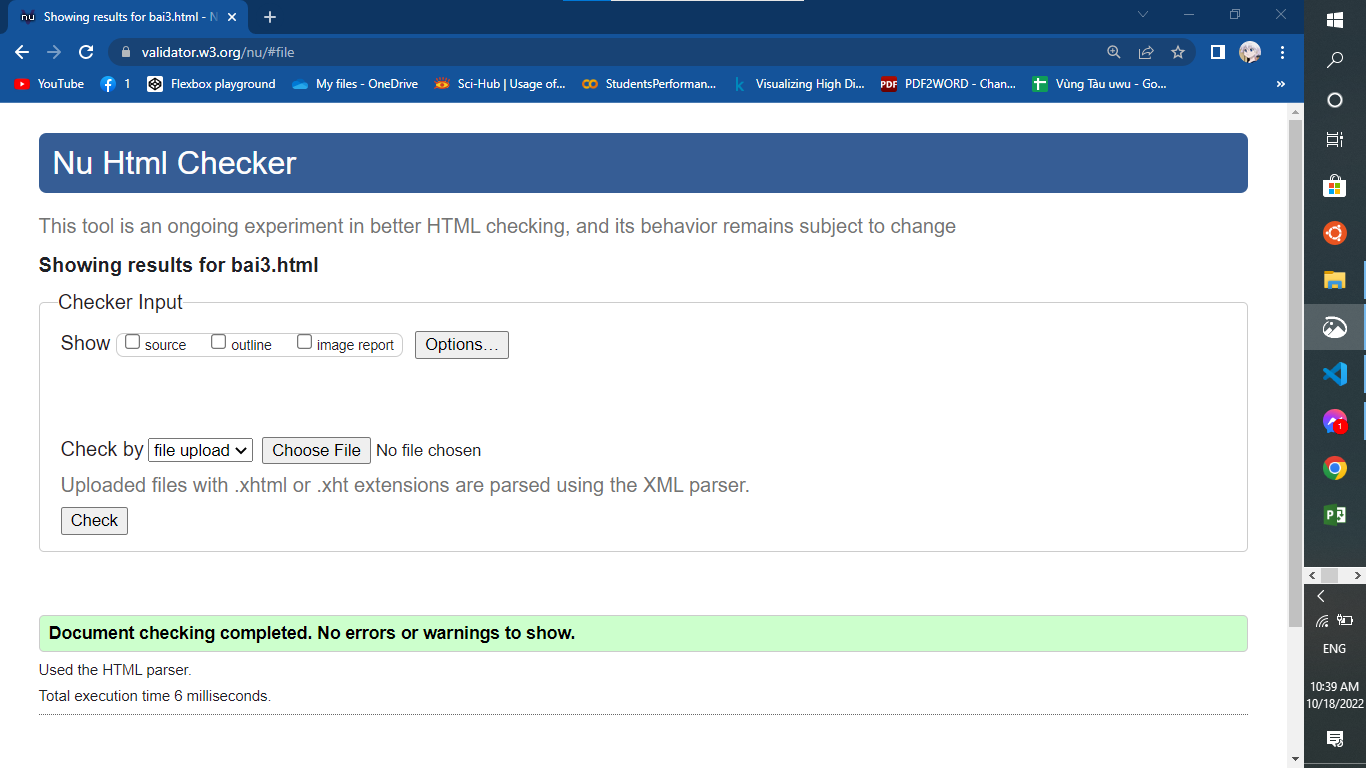 Showing results for bai3.html - N
validator.w3.org/nu/#file
YouTube
1
Flexbox playground
My files - OneDrive
Sci-Hub | Usage of...
StudentsPerforman...
Visualizing High Di...
PDF2WORD - Chan...
Vùng Tàu uwu - Go...
»
Nu Html Checker
This tool is an ongoing experiment in better HTML checking, and its behavior remains subject to change
Showing results for bai3.html
Checker Input
Show source outline image report Options...
Check by file upload Choose File No file chosen
Uploaded files with .xhtml or .xht extensions are parsed using the XML parser.
Check
Document checking completed. No errors or warnings to show.
Used the HTML parser.
Total execution time 6 milliseconds.
1
ENG
10:39 AM
10/18/2022